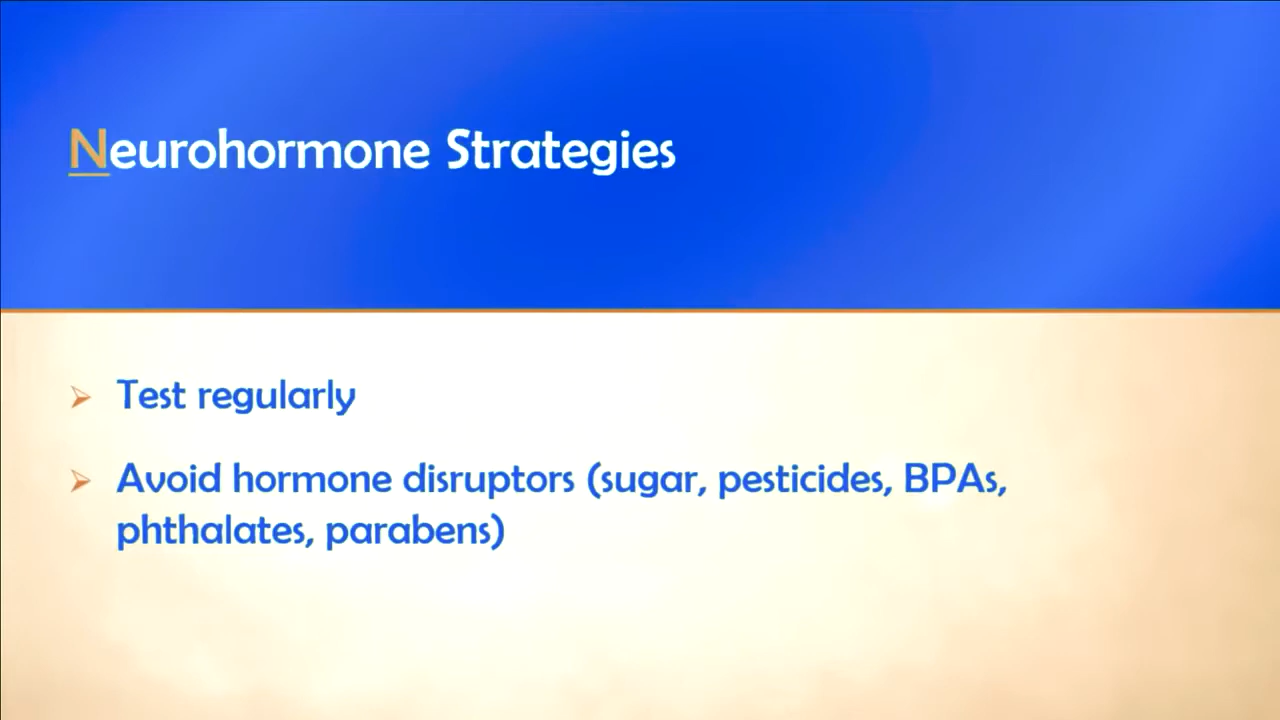 Neurohormone Strategies
Test regularly
Avoid hormone disruptors (sugar, pesticides, BPAs,
phthalates, parabens)